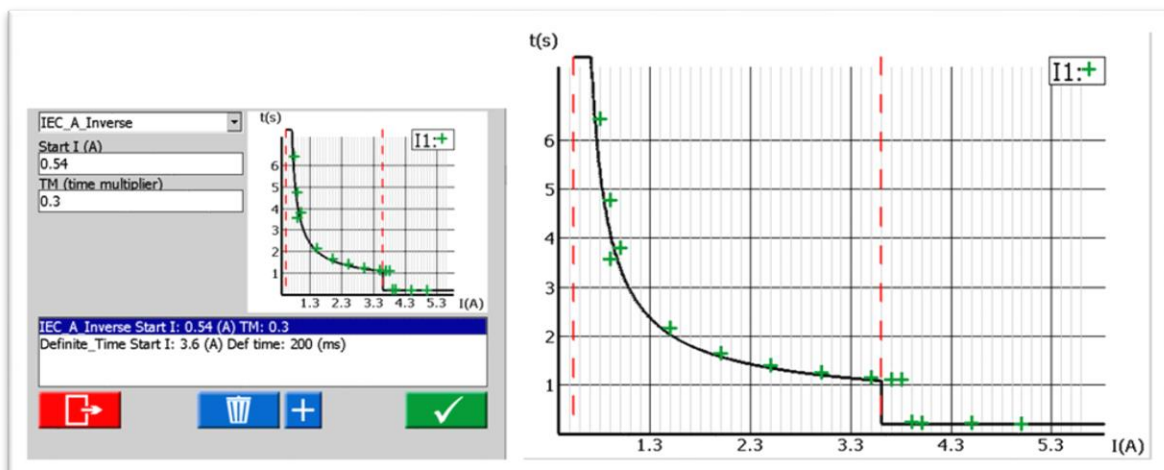 IEC_A_Inverse
Start I (A)
0.54
TM (time multiplier)
0.3
t(s)
I1:+
6
5
4
3
2
1
1.3 2.3 3.3 4.3 5.3 I(A)
IEC_A_Inverse Start I: 0.54 (A) TM: 0.3
Definite_Time Start I: 3.6 (A) Def time: 200 (ms)
t(s)
I1:+
6
5
4
3
2
1
1.3 2.3 3.3 4.3 5.3 I(A)